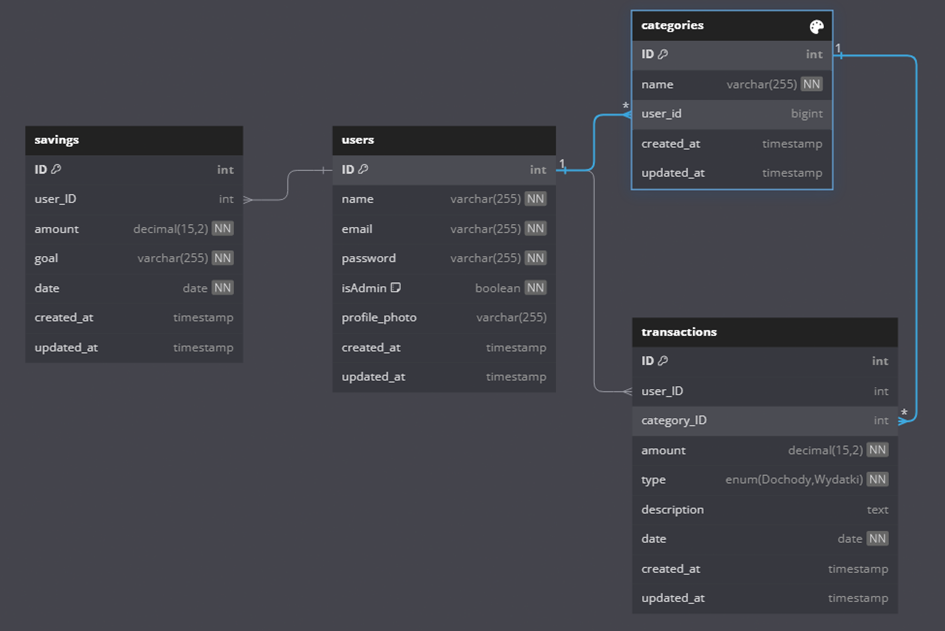 savings
ID int
user_ID int
amount decimal(15,2) NN
goal varchar(255) NN
date date NN
created_at timestamp
updated_at timestamp
users
ID int 1
name varchar(255) NN
email varchar(255) NN
password varchar(255) NN
isAdmin boolean NN
profile_photo varchar(255)
created_at timestamp
updated_at timestamp
categories
ID int 1
name varchar(255) NN
* user_id bigint
created_at timestamp
updated_at timestamp
transactions
ID int
user_ID int
category_ID int *
amount decimal(15,2) NN
type enum(Dochody,Wydatki) NN
description text
date date NN
created_at timestamp
updated_at timestamp